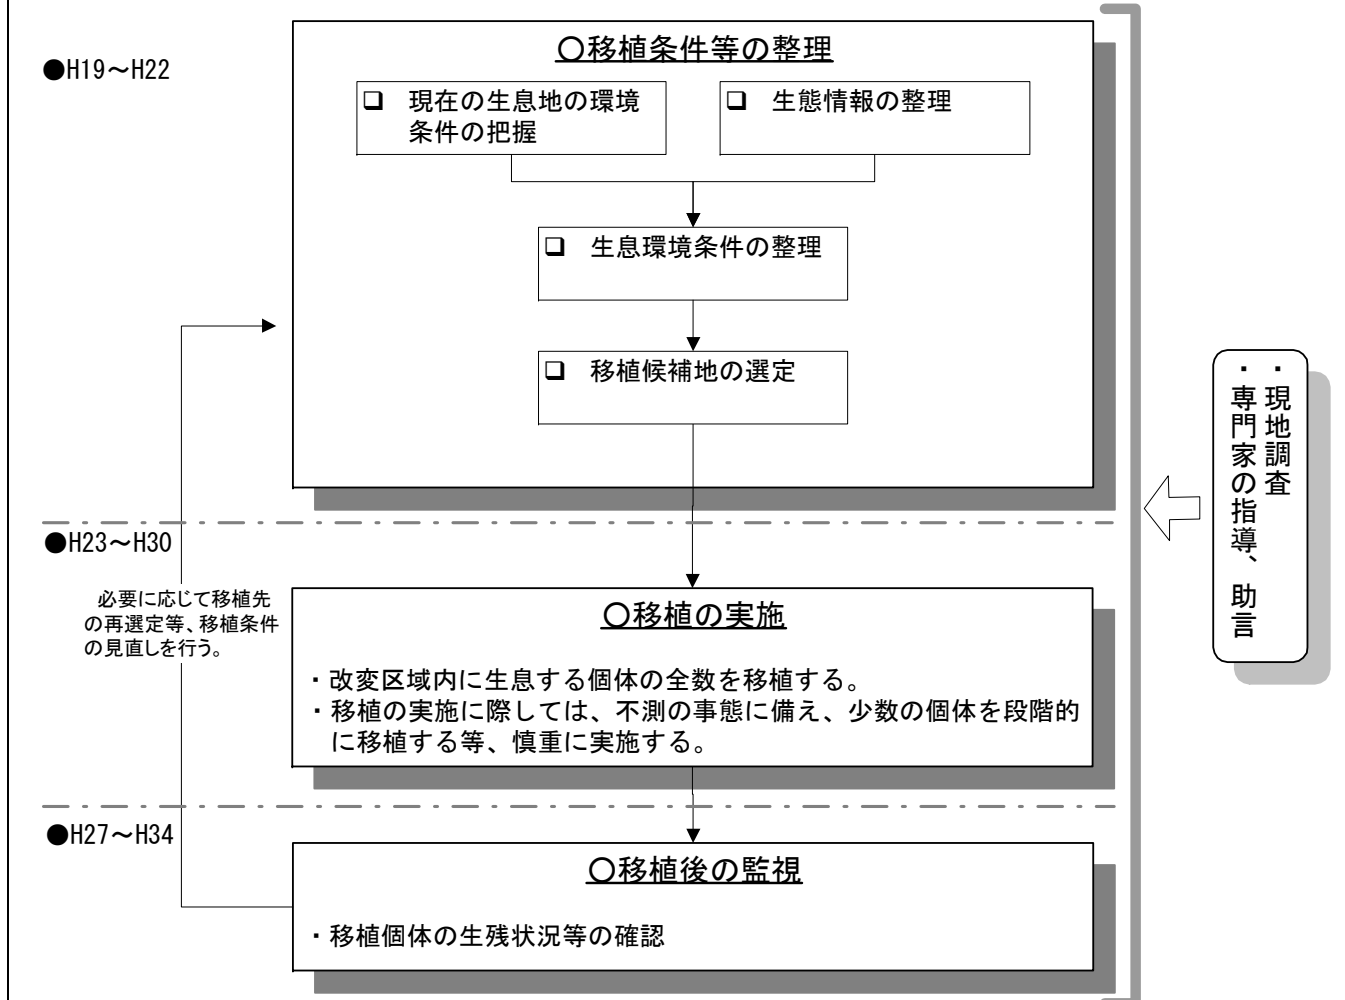 ●H19～H22
○移植条件等の整理
❑ 現在の生息地の環境
条件の把握
❑ 生態情報の整理
❑ 生息環境条件の整理
❑ 移植候補地の選定
・現地調査
・専門家の指導、助言
●H23～H30
必要に応じて移植先
の再選定等、移植条件
の見直しを行う。
○移植の実施
・改変区域内に生息する個体の全数を移植する。
・移植の実施に際しては、不測の事態に備え、少数の個体を段階的
に移植する等、慎重に実施する。
●H27～H34
○移植後の監視
・移植個体の生残状況等の確認